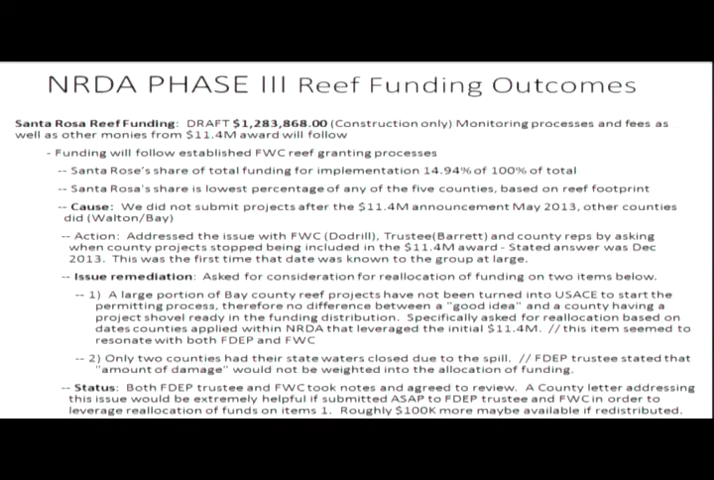 NRDA PHASE III Reef Funding Outcomes
Santa Rosa Reef Funding: DRAFT $1,283,868.00 (Construction only) Monitoring processes and fees as
well as other monies from $11.4M award will follow
- Funding will follow established FWC reef granting processes
-- Santa Rose's share of total funding for implementation 14.94% of 100% of total
-- Santa Rosa's share is lowest percentage of any of the five counties, based on reef footprint
-- Cause: We did not submit projects after the $11.4M announcement May 2013, other counties
did (Walton/Bay)
-- Action: Addressed the issue with FWC (Dodrill), Trustee(Barrett) and county reps by asking
when county projects stopped being included in the $11.4M award - Stated answer was Dec
2013. This was the first time that date was known to the group at large.
-- Issue remediation: Asked for consideration for reallocation of funding on two items below.
-- 1) A large portion of Bay county reef projects have not been turned into USACE to start the
permitting process, therefore no difference between a "good idea" and a county having a
project shovel ready in the funding distribution. Specifically asked for reallocation based on
dates counties applied within NRDA that leveraged the initial $11.4M. // this item seemed to
resonate with both FDEP and FWC
-- 2) Only two counties had their state waters closed due to the spill. // FDEP trustee stated that
"amount of damage" would not be weighted into the allocation of funding.
-- Status: Both FDEP trustee and FWC took notes and agreed to review. A County letter addressing
this issue would be extremely helpful if submitted ASAP to FDEP trustee and FWC in order to
leverage reallocation of funds on items 1. Roughly $100K more maybe available if redistributed.